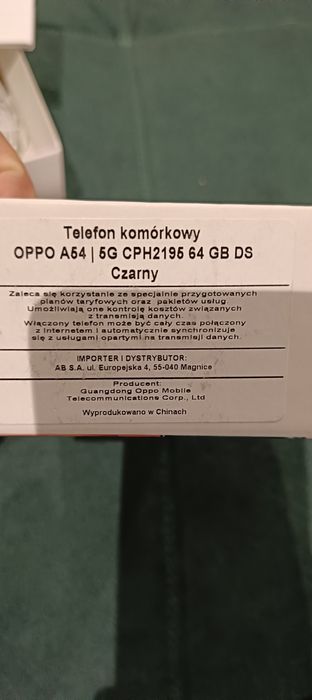 Telefon komórkowy
OPPO A54 | 5G CPH2195 64 GB DS
Czarny
Zaleca się korzystanie ze specjalnie przygotowanych
planów taryfowych oraz pakietów usług.
Umożliwiają one kontrolę kosztów związanych
z transmisją danych.
Włączony telefon może być cały czas połączony
z Internetem i automatycznie synchronizuje
się z usługami opartymi na transmisji danych.
IMPORTER I DYSTRYBUTOR:
AB S.A. ul. Europejska 4, 55-040 Magnice
Producent:
Guangdong Oppo Mobile
Telecommunications Corp., Ltd
Wyprodukowano w Chinach